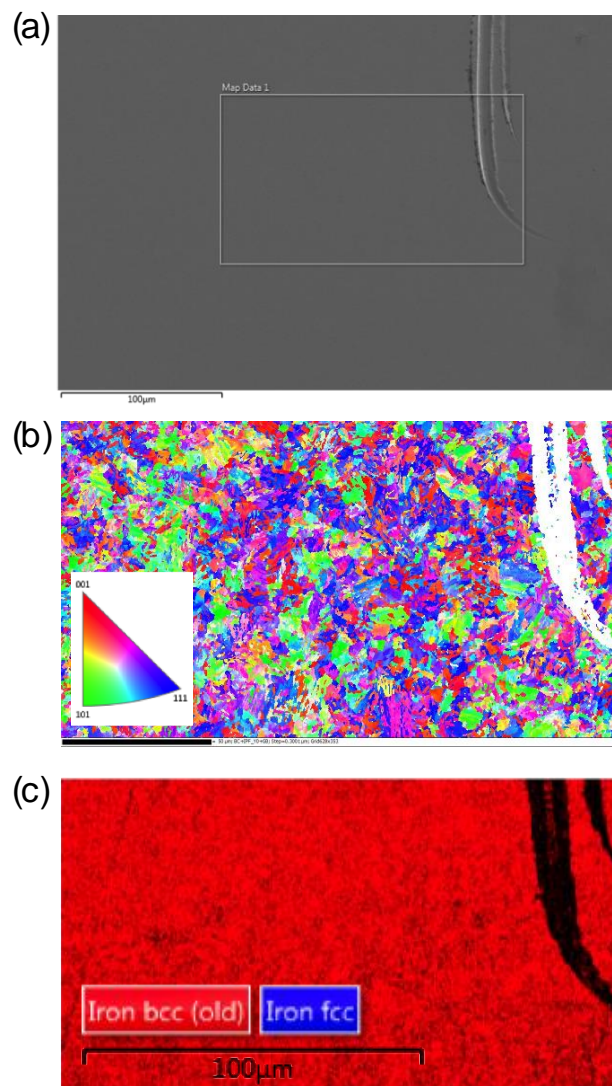 (a)
Map Data 1
100µm
(b)
001
101
111
(c)
Iron bcc (old)
Iron fcc
100µm